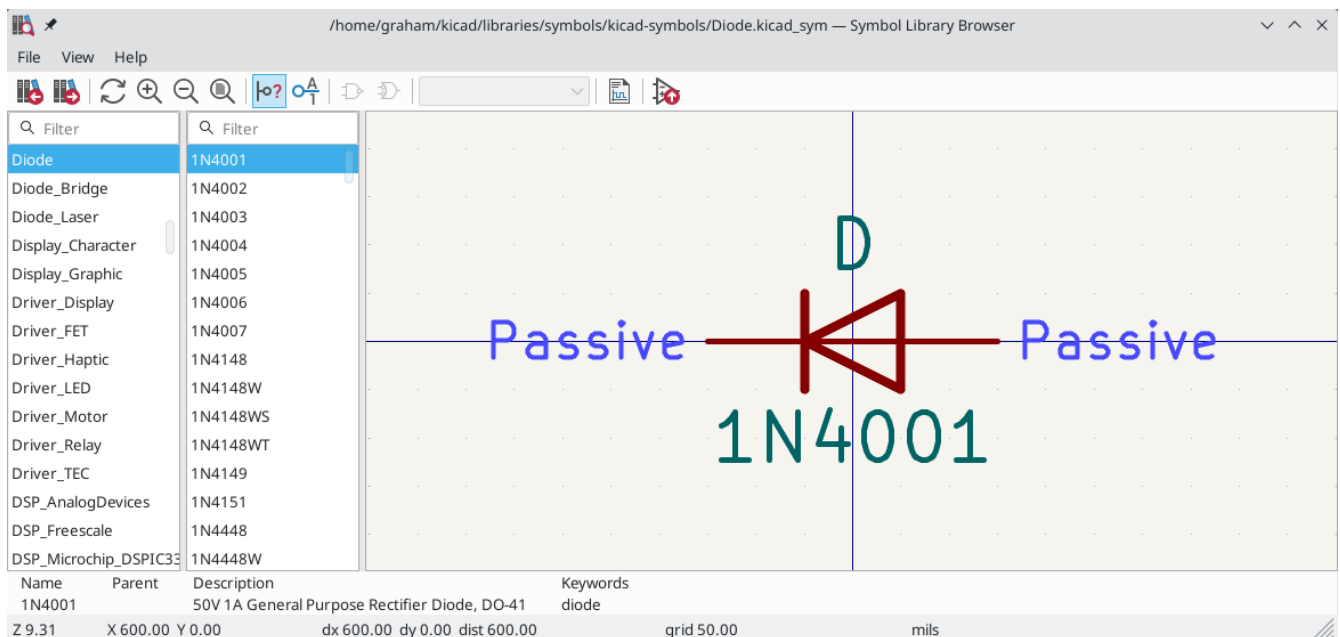 /home/graham/kicad/libraries/symbols/kicad-symbols/Diode.kicad_sym — Symbol Library Browser
File View Help
Filter
Diode
Diode_Bridge
Diode_Laser
Display_Character
Display_Graphic
Driver_Display
Driver_FET
Driver_Haptic
Driver_LED
Driver_Motor
Driver_Relay
Driver_TEC
DSP_AnalogDevices
DSP_Freescale
DSP_Microchip_DSPIC33
Filter
1N4001
1N4002
1N4003
1N4004
1N4005
1N4006
1N4007
1N4148
1N4148W
1N4148WS
1N4148WT
1N4149
1N4151
1N4448
1N4448W
D
Passive Passive
1N4001
Name Parent Description Keywords
1N4001 50V 1A General Purpose Rectifier Diode, DO-41 diode
Z 9.31 X 600.00 Y 0.00 dx 600.00 dy 0.00 dist 600.00 grid 50.00 mils